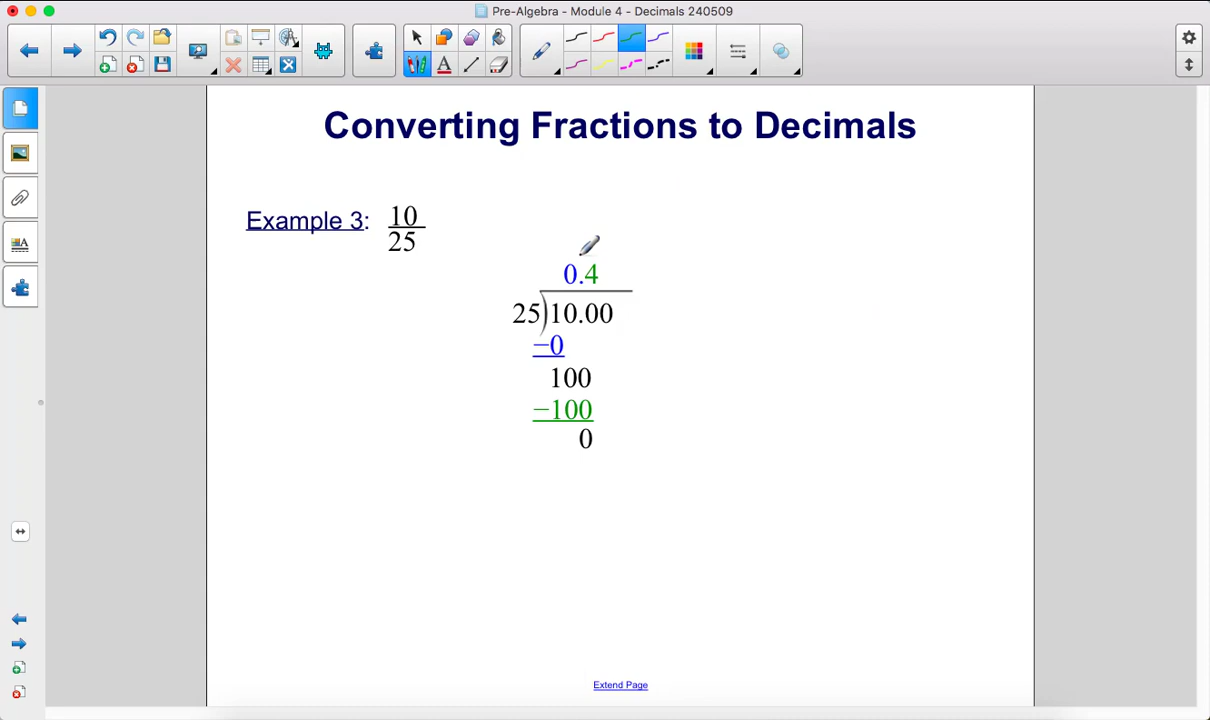 Pre-Algebra - Module 4 - Decimals 240509
Converting Fractions to Decimals
Example 3:
10
25
0.4
25)10.00
−0
100
−100
0
Extend Page